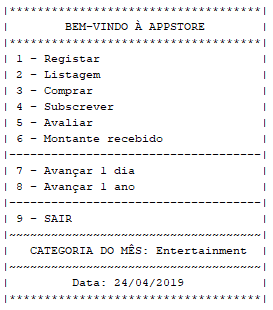 |************************************|
|        BEM-VINDO À APPSTORE        |
|************************************|
| 1 - Registar                       |
| 2 - Listagem                       |
| 3 - Comprar                        |
| 4 - Subscrever                     |
| 5 - Avaliar                        |
| 6 - Montante recebido              |
|------------------------------------|
| 7 - Avançar 1 dia                  |
| 8 - Avançar 1 ano                  |
|------------------------------------|
| 9 - SAIR                           |
|~~~~~~~~~~~~~~~~~~~~~~~~~~~~~~~~~~~~|
|   CATEGORIA DO MÊS: Entertainment  |
|~~~~~~~~~~~~~~~~~~~~~~~~~~~~~~~~~~~~|
|         Data: 24/04/2019           |
|************************************|